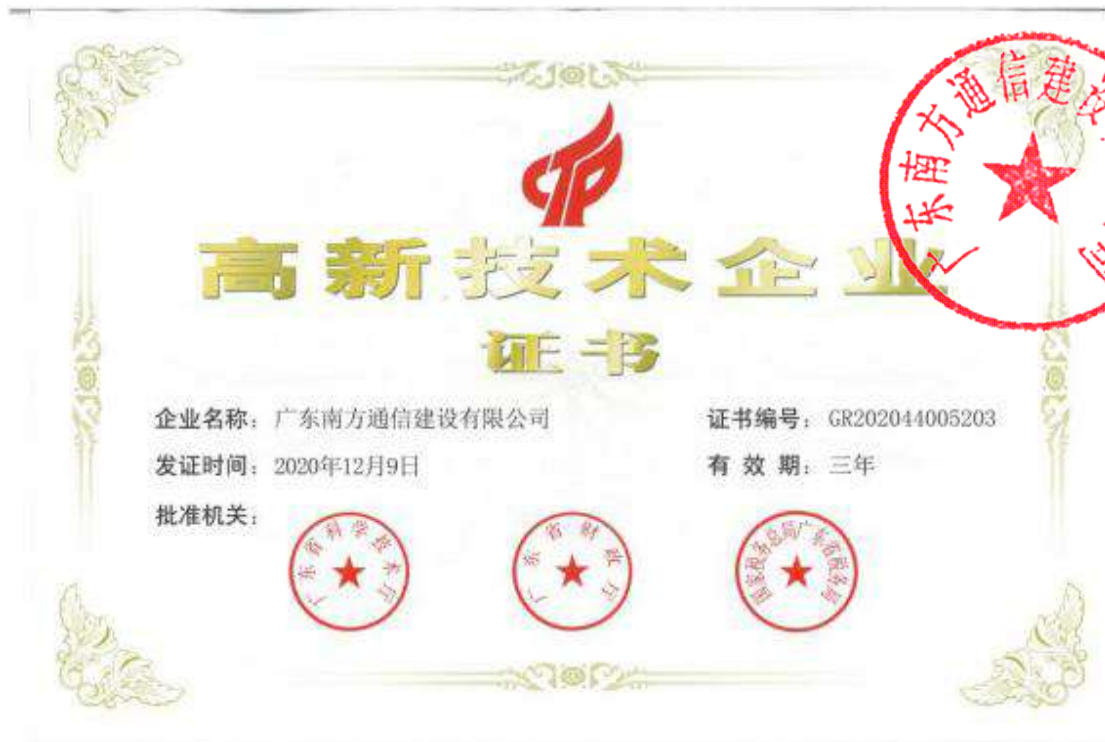 广东南方通信建设
司
高新技术企业
证书
企业名称：广东南方通信建设有限公司
证书编号：GR202044005203
发证时间：2020年12月9日
有效期：三年
批准机关：
广东省科学技术厅
广东省财政厅
国家税务总局广东省税务局